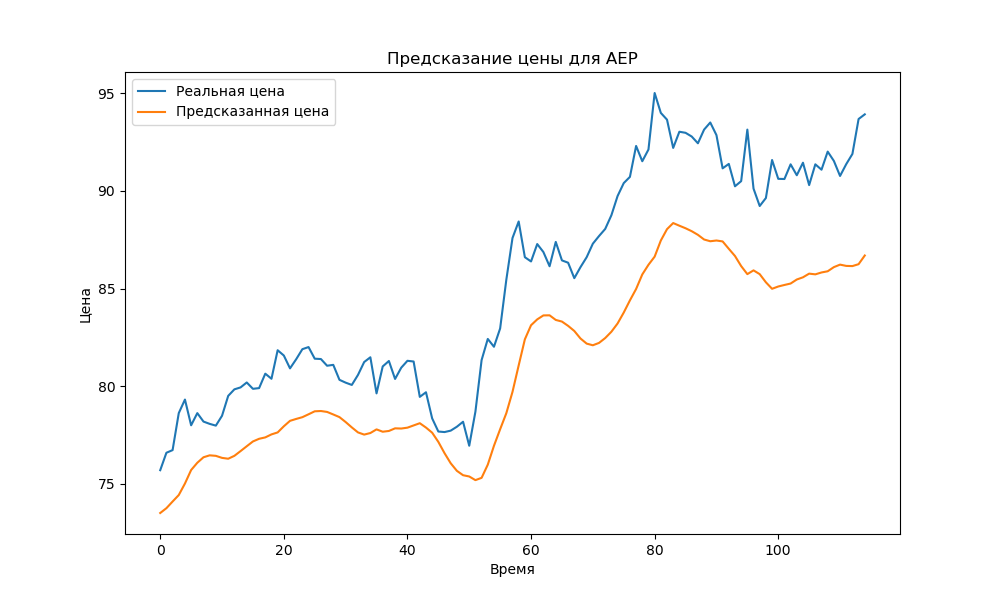 Предсказание цены для AEP
Реальная цена
Предсказанная цена
Цена
95
90
85
80
75
0 20 40 60 80 100
Время